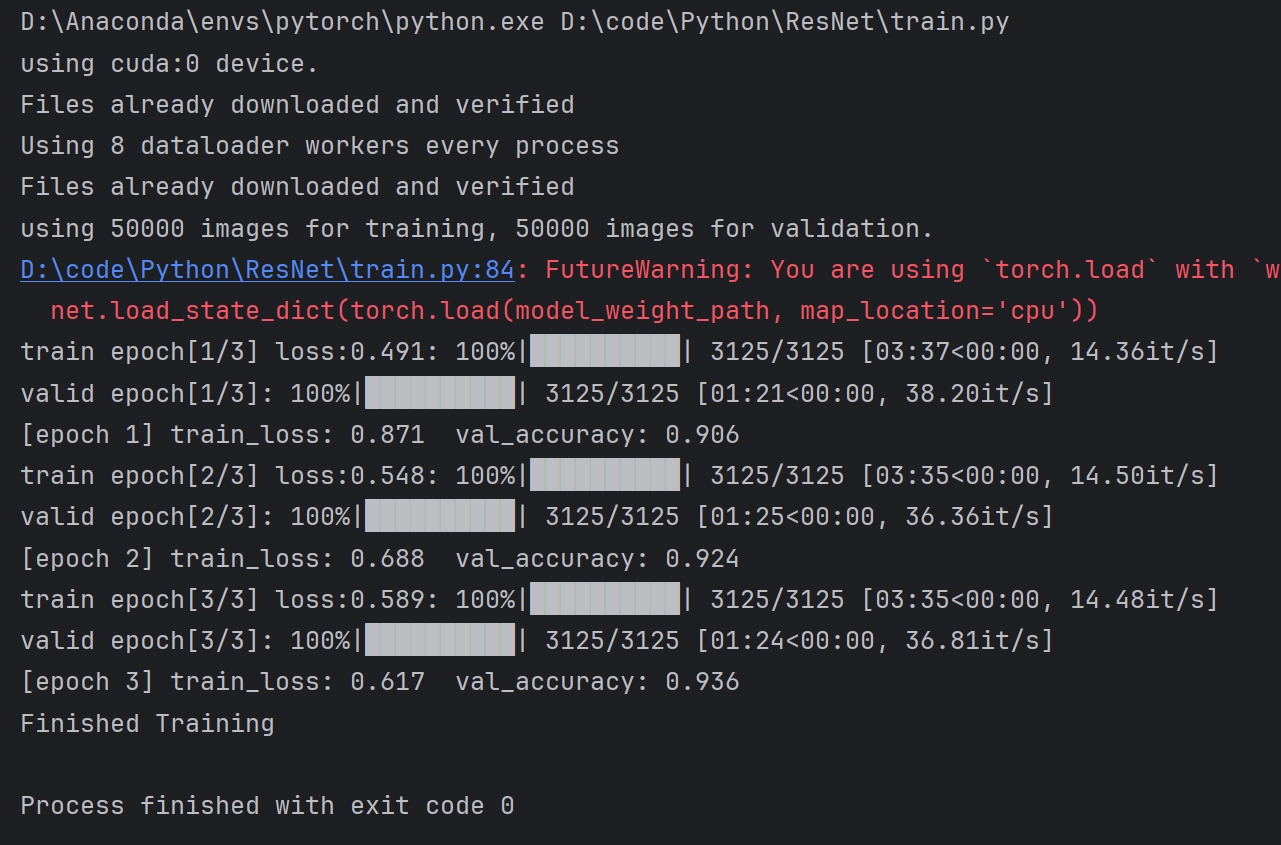 D:\Anaconda\envs\pytorch\python.exe D:\code\Python\ResNet\train.py
using cuda:0 device.
Files already downloaded and verified
Using 8 dataloader workers every process
Files already downloaded and verified
using 50000 images for training, 50000 images for validation.
D:\code\Python\ResNet\train.py:84: FutureWarning: You are using `torch.load` with `w
net.load_state_dict(torch.load(model_weight_path, map_location='cpu'))
train epoch[1/3] loss:0.491: 100%|██████████| 3125/3125 [03:37<00:00, 14.36it/s]
valid epoch[1/3]: 100%|██████████| 3125/3125 [01:21<00:00, 38.20it/s]
[epoch 1] train_loss: 0.871  val_accuracy: 0.906
train epoch[2/3] loss:0.548: 100%|██████████| 3125/3125 [03:35<00:00, 14.50it/s]
valid epoch[2/3]: 100%|██████████| 3125/3125 [01:25<00:00, 36.36it/s]
[epoch 2] train_loss: 0.688  val_accuracy: 0.924
train epoch[3/3] loss:0.589: 100%|██████████| 3125/3125 [03:35<00:00, 14.48it/s]
valid epoch[3/3]: 100%|██████████| 3125/3125 [01:24<00:00, 36.81it/s]
[epoch 3] train_loss: 0.617  val_accuracy: 0.936
Finished Training
Process finished with exit code 0